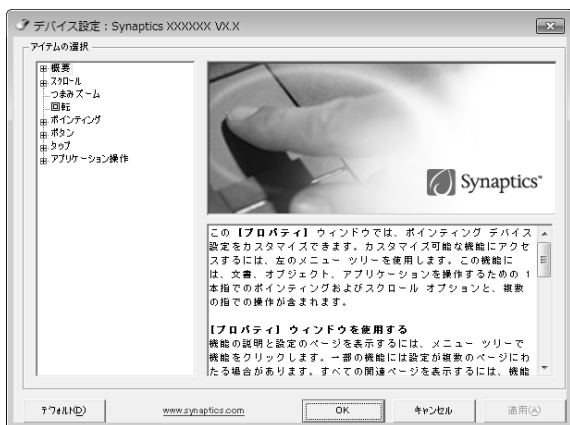 デバイス設定 : Synaptics XXXXXX VX.X
アイテムの選択
概要
スクロール
つまみズーム
回転
ポインティング
ボタン
タップ
アプリケーション操作
Synaptics
この【プロパティ】ウィンドウでは、ポインティング デバイス
設定をカスタマイズできます。カスタマイズ可能な機能にアクセ
スするには、左のメニュー ツリーを使用します。この機能に
は、文書、オブジェクト、アプリケーションを操作するための 1
本指でのポインティングおよびスクロール オプションと、複数
の指での操作が含まれます。
【プロパティ】ウィンドウを使用する
機能の説明と設定のページを表示するには、メニュー ツリーで
機能をクリックします。一部の機能には設定が複数のページにわ
たる場合があります。すべての関連ページを表示するには、機能
デフォルト(D)
www.synaptics.com
OK
キャンセル
適用(A)